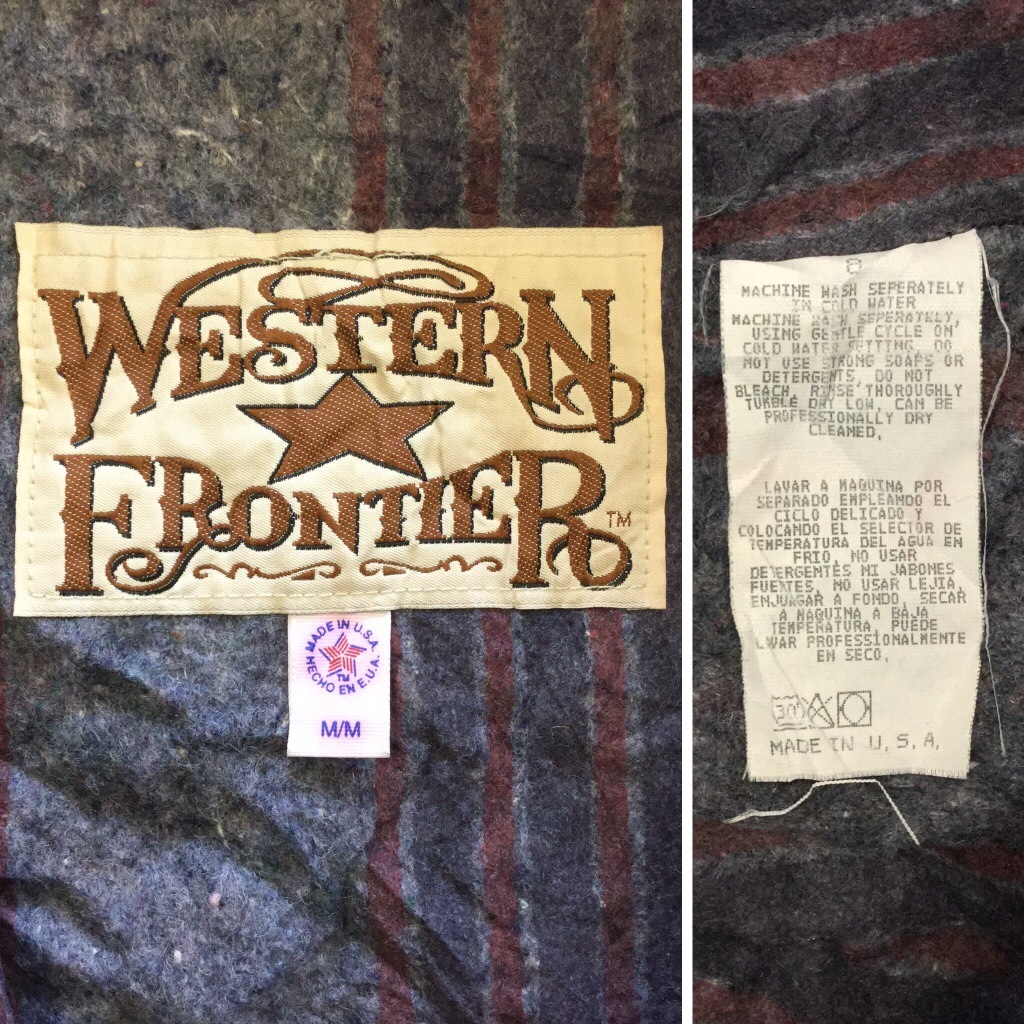 WESTERN
FRONTIER™
MADE IN U.S.A.
TM
HECHO EN E.U.A.
M/M
8
MACHINE WASH SEPERATELY
IN COLD WATER
MACHINE WASH SEPERATELY,
USING GENTLE CYCLE ON
COLD WATER SETTING, DO
NOT USE STRONG SOAPS OR
DETERGENTS, DO NOT
BLEACH, RINSE THOROUGHLY
TUMBLE DRY LOW, CAN BE
PROFESSIONALLY DRY
CLEANED,
LAVAR A MAQUINA POR
SEPARADO EMPLEANDO EL
CICLO DELICADO Y
COLOCANDO EL SELECTOR DE
TEMPERATURA DEL AGUA EN
FRIO, NO USAR
DETERGENTES NI JABONES
FUERTES, NO USAR LEJIA,
ENJUAGAR A FONDO, SECAR
A MAQUINA A BAJA
TEMPERATURA, PUEDE
LAVAR PROFESIONALMENTE
EN SECO,
MADE IN U.S.A.